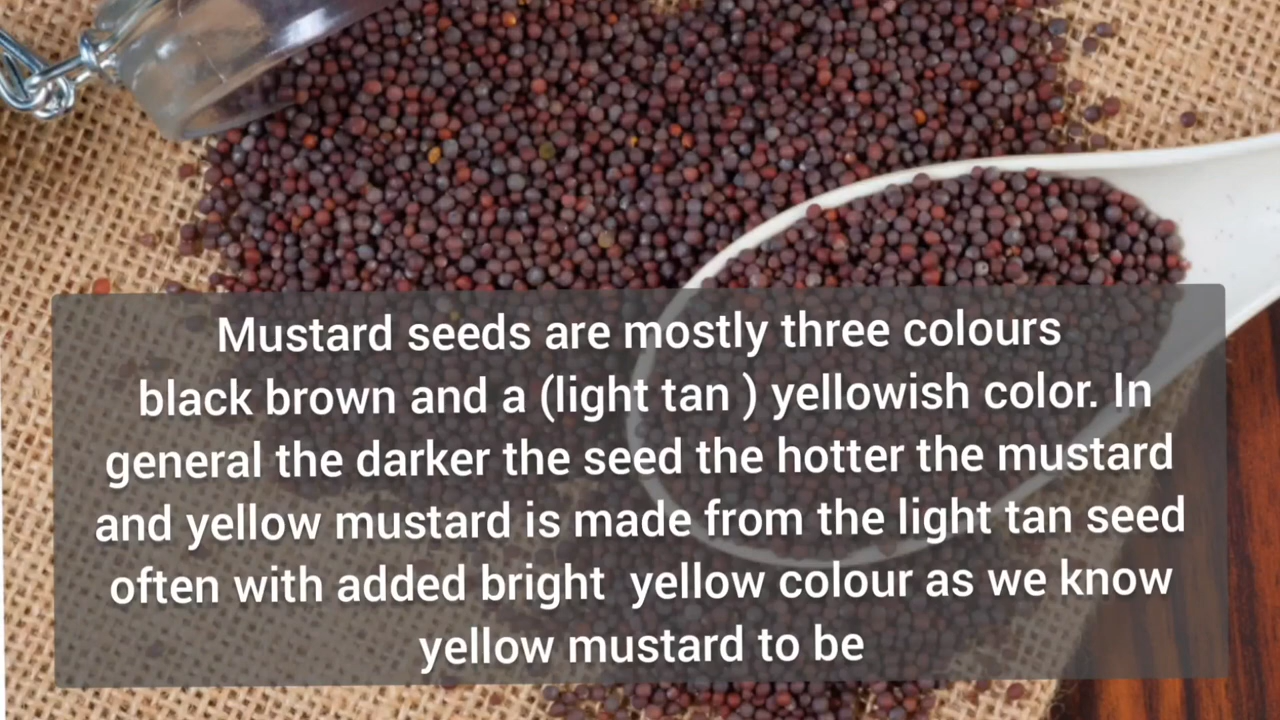 Mustard seeds are mostly three colours
black brown and a (light tan ) yellowish color. In
general the darker the seed the hotter the mustard
and yellow mustard is made from the light tan seed
often with added bright  yellow colour as we know
yellow mustard to be